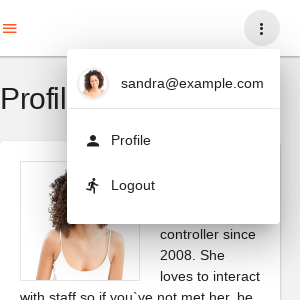 sandra@example.com
Profil
Profile
Logout
controller since
2008. She
loves to interact
with staff so if you`ve not met her, be